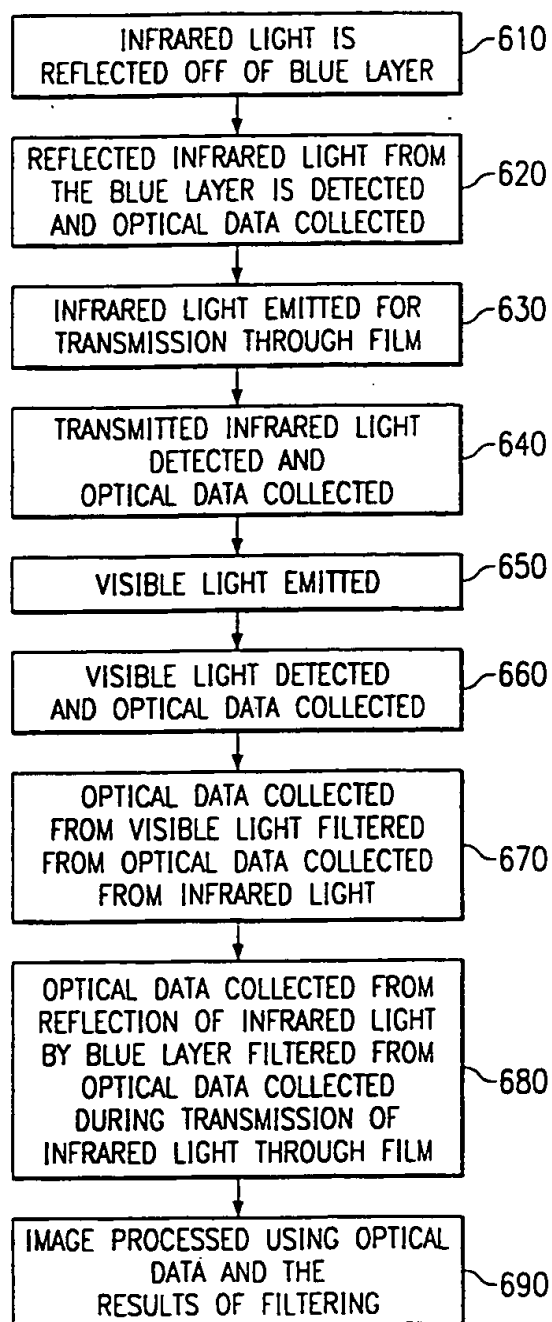 INFRARED LIGHT IS
REFLECTED OFF OF BLUE LAYER
610
REFLECTED INFRARED LIGHT FROM
THE BLUE LAYER IS DETECTED
AND OPTICAL DATA COLLECTED
620
INFRARED LIGHT EMITTED FOR
TRANSMISSION THROUGH FILM
630
TRANSMITTED INFRARED LIGHT
DETECTED AND
OPTICAL DATA COLLECTED
640
VISIBLE LIGHT EMITTED
650
VISIBLE LIGHT DETECTED
AND OPTICAL DATA COLLECTED
660
OPTICAL DATA COLLECTED
FROM VISIBLE LIGHT FILTERED
FROM OPTICAL DATA COLLECTED
FROM INFRARED LIGHT
670
OPTICAL DATA COLLECTED FROM
REFLECTION OF INFRARED LIGHT
BY BLUE LAYER FILTERED FROM
OPTICAL DATA COLLECTED
DURING TRANSMISSION OF
INFRARED LIGHT THROUGH FILM
680
IMAGE PROCESSED USING OPTICAL
DATA AND THE
RESULTS OF FILTERING
690